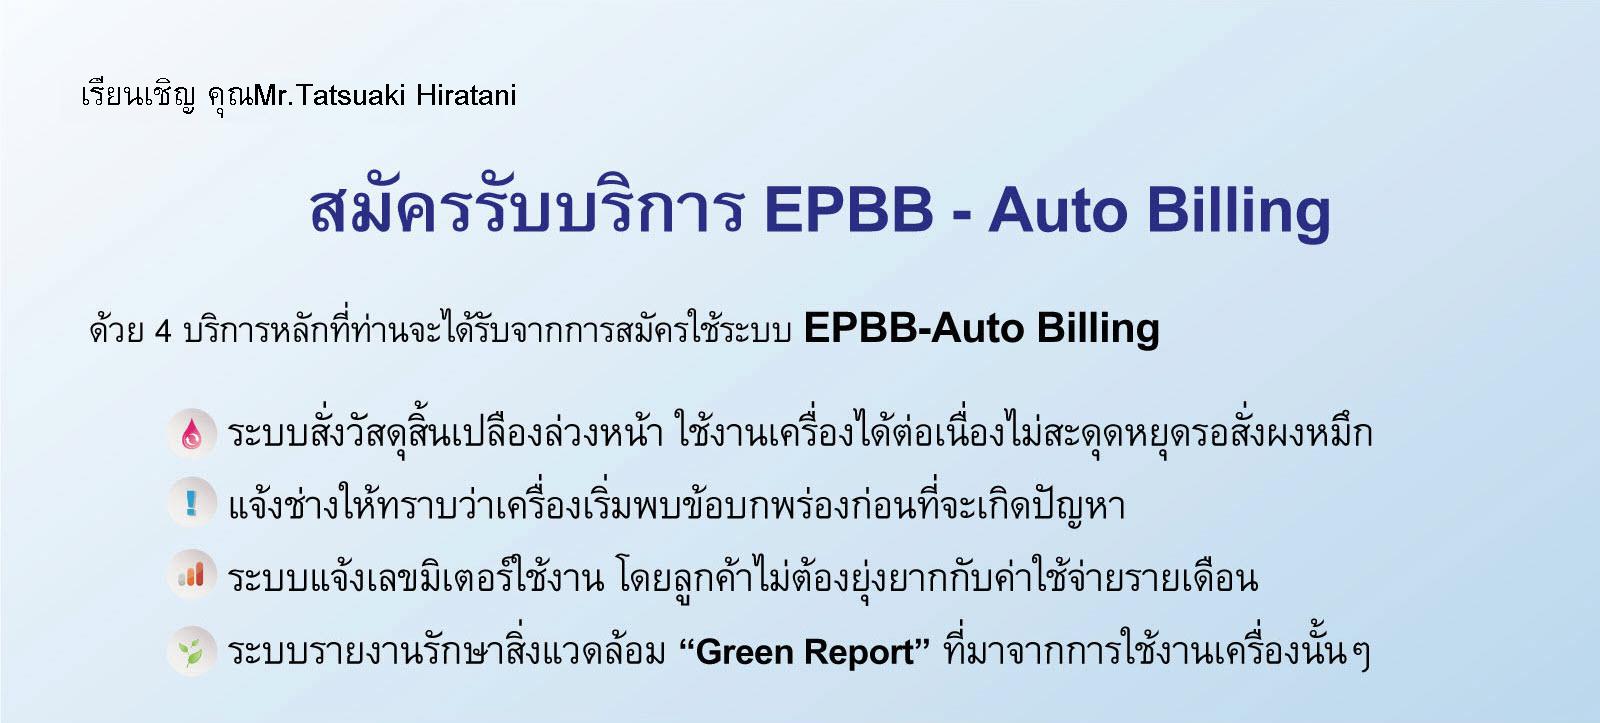 เรียนเชิญ คุณMr.Tatsuaki Hiratani
สมัครรับบริการ EPBB - Auto Billing
ด้วย 4 บริการหลักที่ท่านจะได้รับจากการสมัครใช้ระบบ EPBB-Auto Billing
ระบบสั่งวัสดุสิ้นเปลืองล่วงหน้า ใช้งานเครื่องได้ต่อเนื่องไม่สะดุดหยุดรอสั่งผงหมึก
แจ้งช่างให้ทราบว่าเครื่องเริ่มพบข้อบกพร่องก่อนที่จะเกิดปัญหา
ระบบแจ้งเลขมิเตอร์ใช้งาน โดยลูกค้าไม่ต้องยุ่งยากกับค่าใช้จ่ายรายเดือน
ระบบรายงานรักษาสิ่งแวดล้อม “Green Report” ที่มาจากการใช้งานเครื่องนั้นๆ